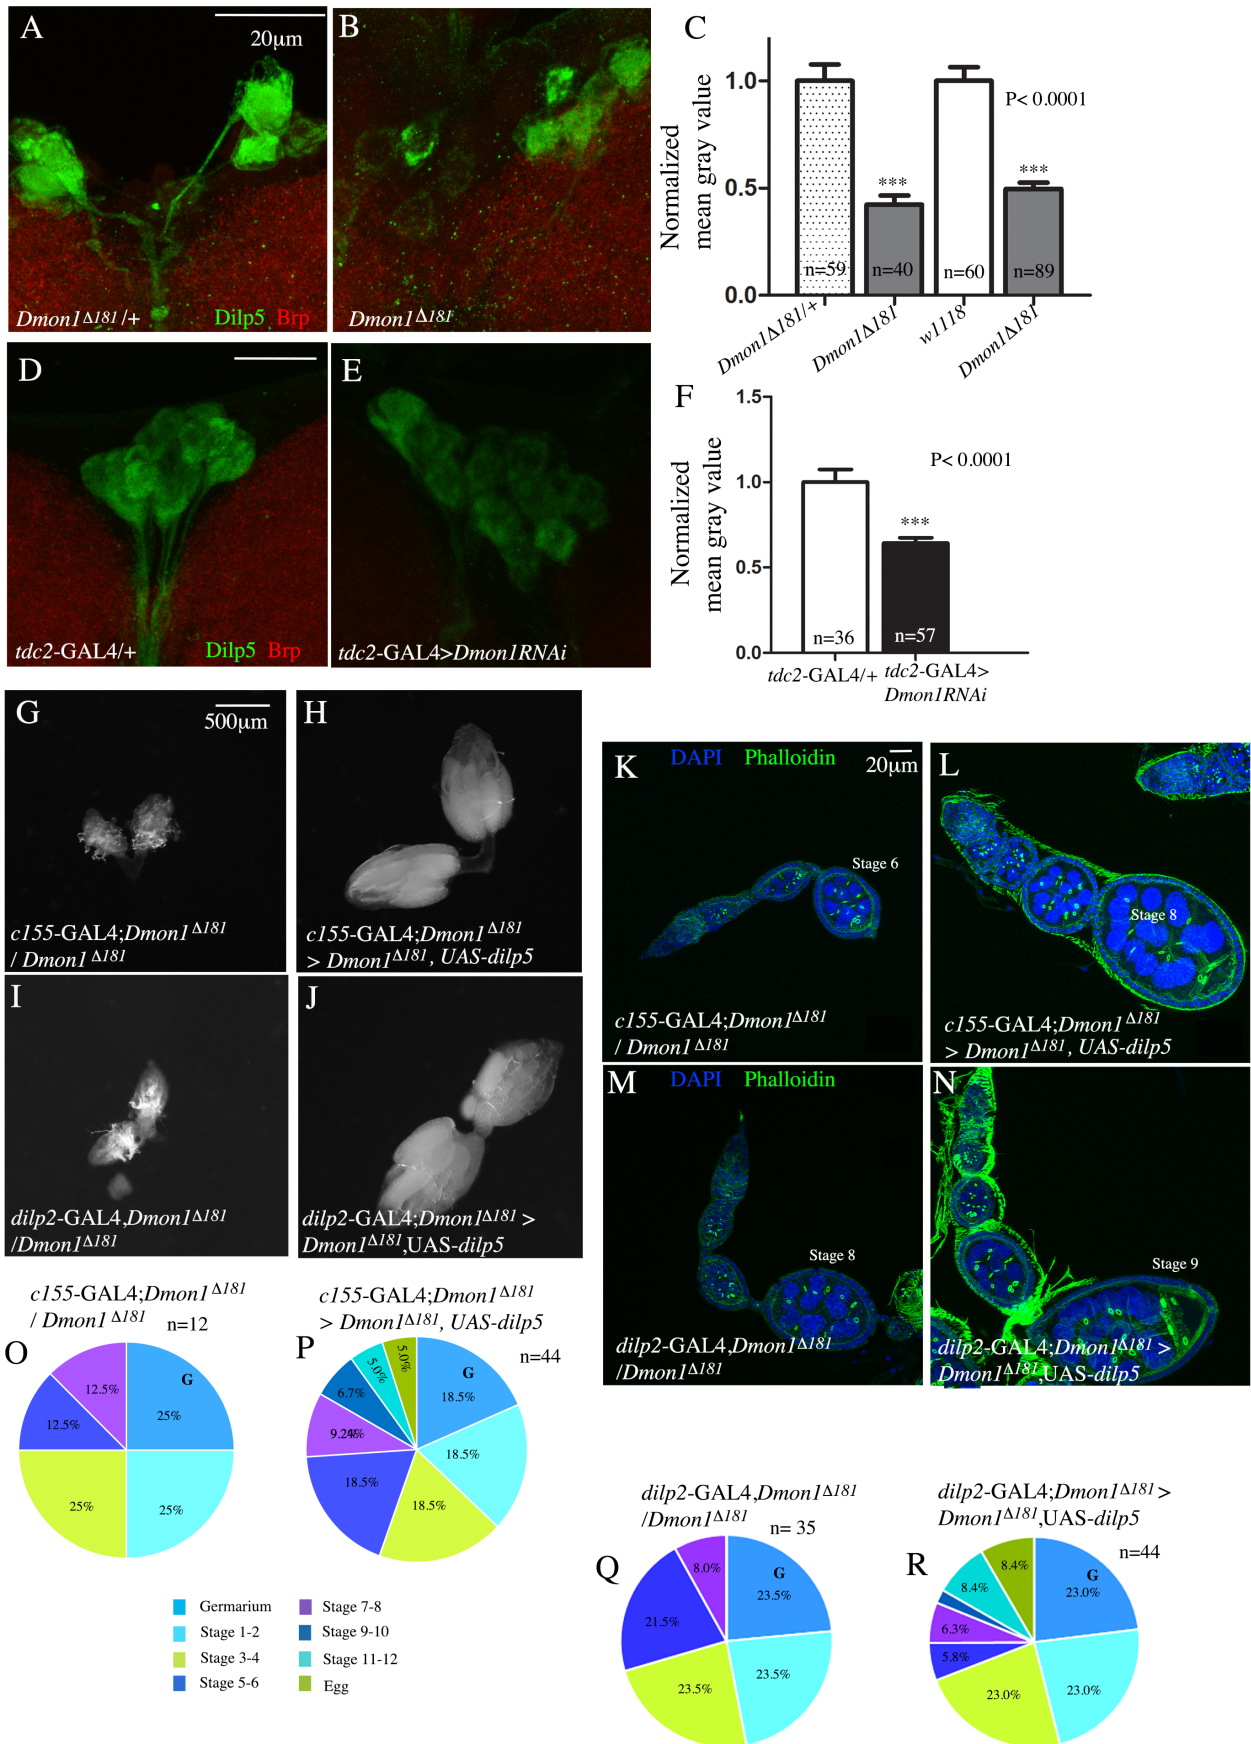 A
20μm
Dmon1Δ181/+
Dilp5 Brp
B
Dmon1Δ181
C
Normalized
mean gray value
1.0
0.5
0.0
P< 0.0001
***
***
n=59
n=40
n=60
n=89
Dmon1Δ181/+
Dmon1Δ181
w1118
Dmon1Δ181
D
tdc2-GAL4/+
Dilp5 Brp
E
tdc2-GAL4>Dmon1RNAi
F
Normalized
mean gray value
1.5
1.0
0.5
0.0
P< 0.0001
***
n=36
n=57
tdc2-GAL4/+
tdc2-GAL4>
Dmon1RNAi
G
500μm
c155-GAL4;Dmon1Δ181
/ Dmon1Δ181
H
c155-GAL4;Dmon1Δ181
> Dmon1Δ181, UAS-dilp5
I
dilp2-GAL4,Dmon1Δ181
/Dmon1Δ181
J
dilp2-GAL4;Dmon1Δ181 >
Dmon1Δ181,UAS-dilp5
K
DAPI Phalloidin
20μm
Stage 6
c155-GAL4;Dmon1Δ181
/ Dmon1Δ181
L
Stage 8
c155-GAL4;Dmon1Δ181
> Dmon1Δ181, UAS-dilp5
M
DAPI Phalloidin
Stage 8
dilp2-GAL4,Dmon1Δ181
/Dmon1Δ181
N
Stage 9
dilp2-GAL4;Dmon1Δ181 >
Dmon1Δ181,UAS-dilp5
c155-GAL4;Dmon1Δ181
/ Dmon1Δ181 n=12
O
G
25%
25%
25%
12.5%
12.5%
c155-GAL4;Dmon1Δ181
> Dmon1Δ181, UAS-dilp5
P
n=44
G
18.5%
18.5%
18.5%
18.5%
6.7%
5.0%
5.0%
Germarium
Stage 1-2
Stage 3-4
Stage 5-6
Stage 7-8
Stage 9-10
Stage 11-12
Egg
dilp2-GAL4,Dmon1Δ181
/Dmon1Δ181 n= 35
Q
G
23.5%
23.5%
23.5%
21.5%
8.0%
dilp2-GAL4;Dmon1Δ181 >
Dmon1Δ181,UAS-dilp5
R
n=44
G
23.0%
23.0%
23.0%
5.8%
6.3%
8.4%
8.4%